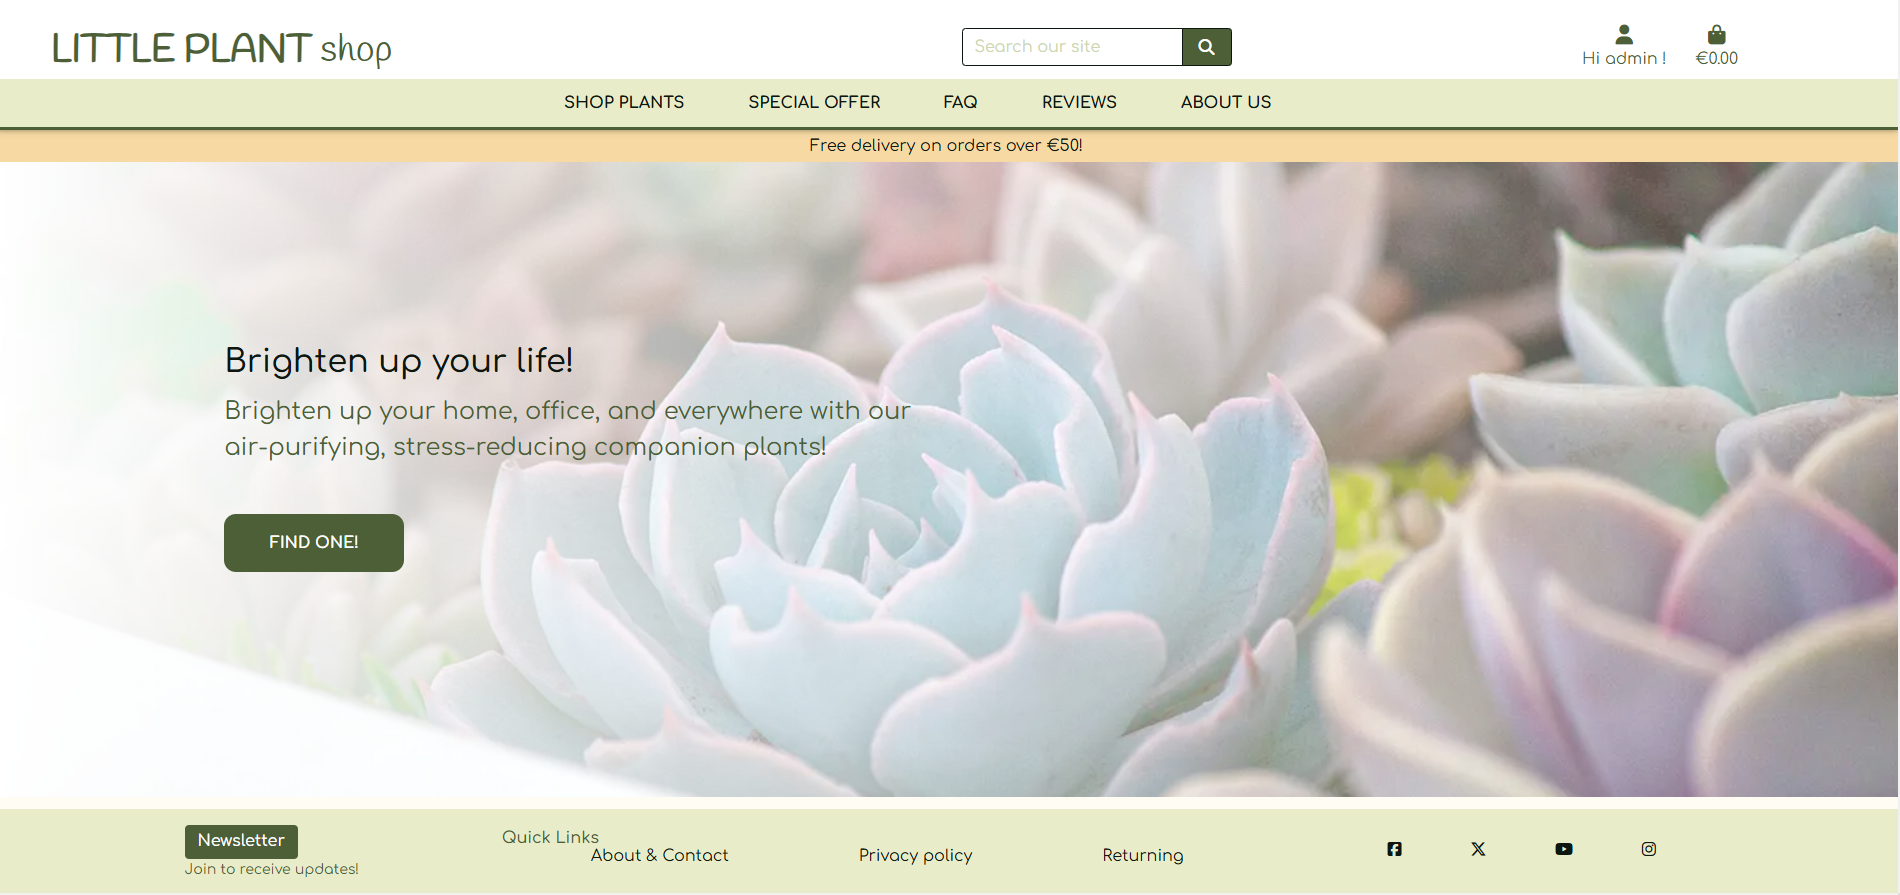 LITTLE PLANT shop
Search our site
Hi admin !
€0.00
SHOP PLANTS
SPECIAL OFFER
FAQ
REVIEWS
ABOUT US
Free delivery on orders over €50!
Brighten up your life!
Brighten up your home, office, and everywhere with our
air-purifying, stress-reducing companion plants!
FIND ONE!
Newsletter
Join to receive updates!
Quick Links
About & Contact
Privacy policy
Returning